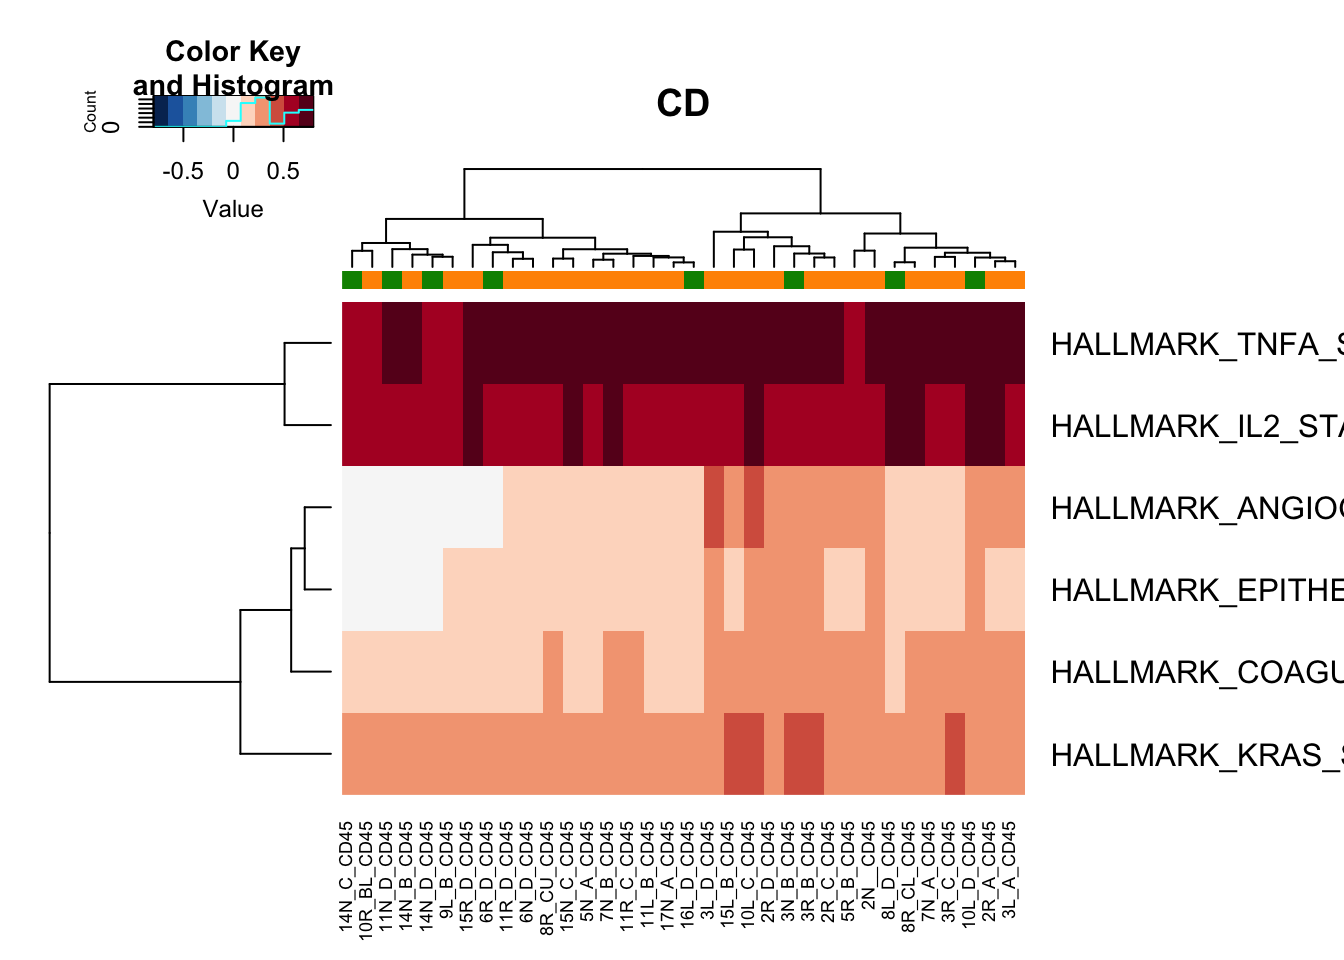 Color Key
and Histogram
Count
0
-0.5 0 0.5
Value
CD
HALLMARK_TNFA_S
HALLMARK_IL2_STA
HALLMARK_ANGIOG
HALLMARK_EPITHE
HALLMARK_COAGU
HALLMARK_KRAS_S
14N_C_CD45
10R_BL_CD45
11N_D_CD45
14N_B_CD45
14N_D_CD45
9L_B_CD45
15R_D_CD45
6R_D_CD45
11R_D_CD45
6N_D_CD45
8R_CU_CD45
15N_C_CD45
5N_A_CD45
7N_B_CD45
11R_C_CD45
11L_B_CD45
17N_A_CD45
16L_D_CD45
3L_D_CD45
15L_B_CD45
10L_C_CD45
2R_D_CD45
3N_B_CD45
3R_B_CD45
2R_C_CD45
5R_B_CD45
2N__CD45
8L_D_CD45
8R_CL_CD45
7N_A_CD45
3R_C_CD45
10L_D_CD45
2R_A_CD45
3L_A_CD45